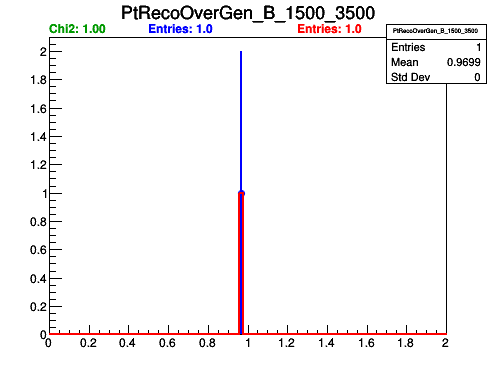 PtRecoOverGen_B_1500_3500
Chi2: 1.00 Entries: 1.0 Entries: 1.0
PtRecoOverGen_B_1500_3500
Entries 1
Mean 0.9699
Std Dev 0
2
1.8
1.6
1.4
1.2
1
0.8
0.6
0.4
0.2
0
0 0.2 0.4 0.6 0.8 1 1.2 1.4 1.6 1.8 2